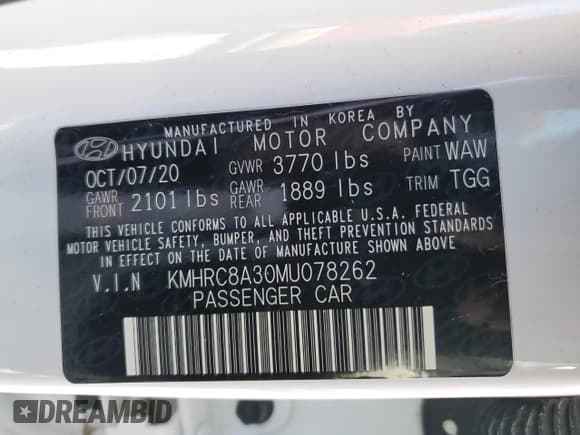 MANUFACTURED IN KOREA BY
HYUNDAI MOTOR COMPANY
OCT/07/20 GVWR 3770 lbs PAINT WAW
GAWR FRONT 2101 lbs GAWR REAR 1889 lbs TRIM TGG
THIS VEHICLE CONFORMS TO ALL APPLICABLE U.S.A. FEDERAL
MOTOR VEHICLE SAFETY, BUMPER, AND THEFT PREVENTION STANDARDS
IN EFFECT ON THE DATE OF MANUFACTURE SHOWN ABOVE.
V.I.N KMHRC8A30MU078262
PASSENGER CAR
DREAMBID